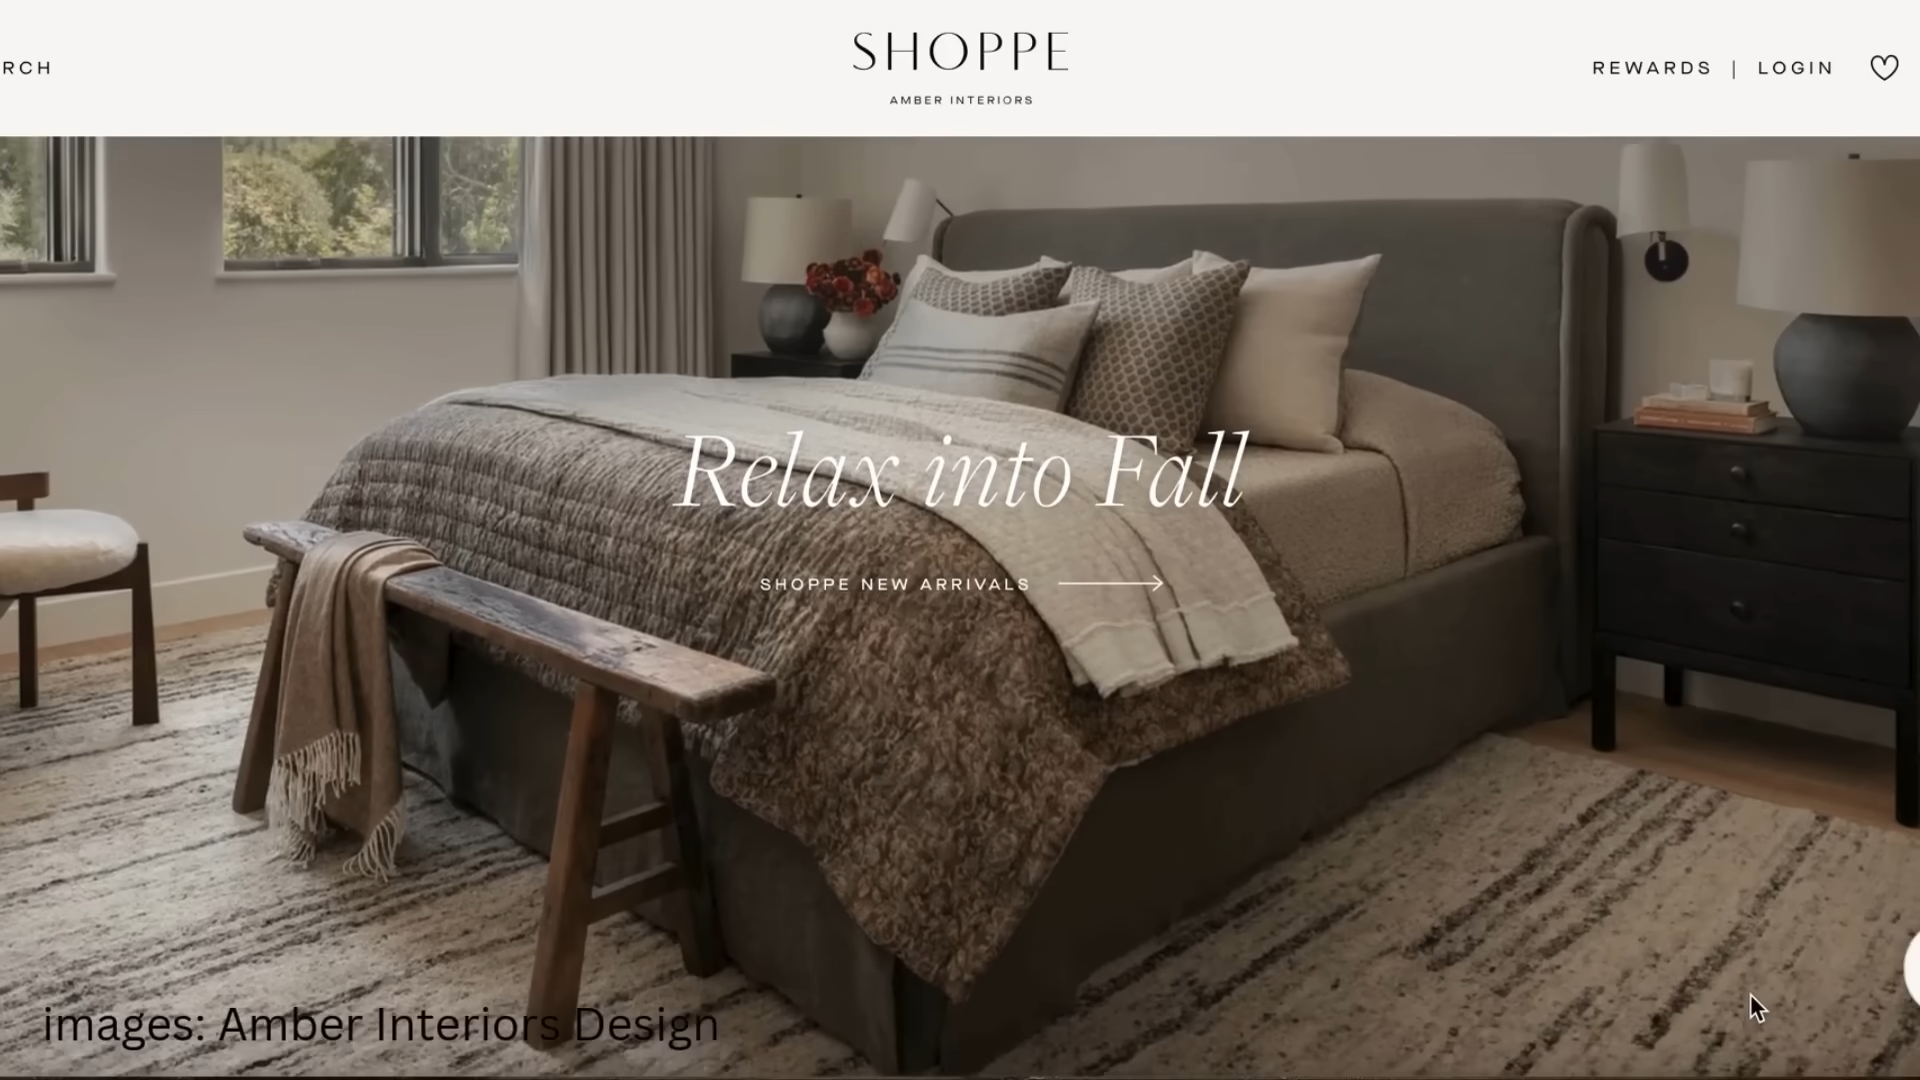 RCH
SHOPPE
AMBER INTERIORS
REWARDS | LOGIN
Relax into Fall
SHOPPE NEW ARRIVALS
images: Amber Interiors Design